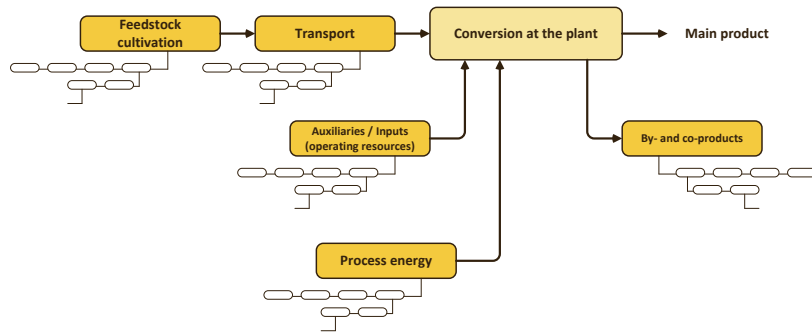 Feedstock
cultivation
Transport
Conversion at the plant
Main product
Auxiliaries / Inputs
(operating resources)
By- and co-products
Process energy